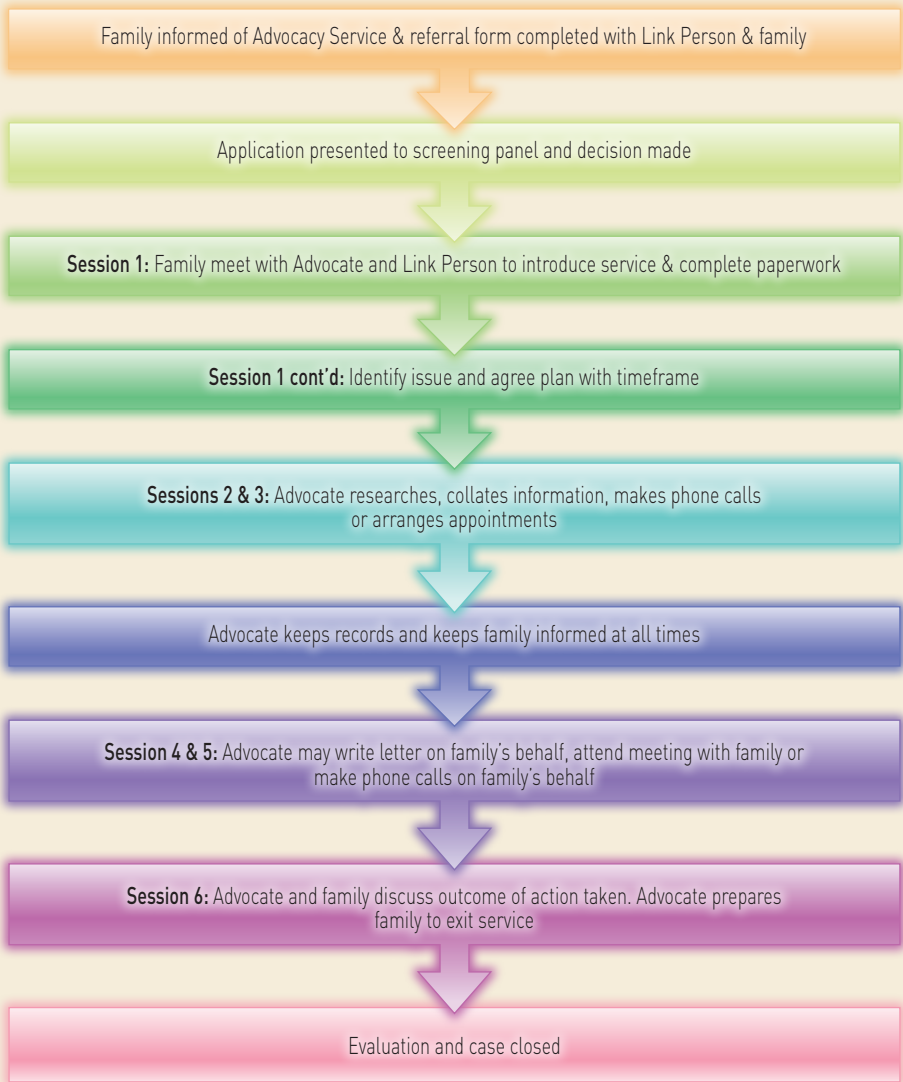 Family informed of Advocacy Service & referral form completed with Link Person & family
Application presented to screening panel and decision made
Session 1: Family meet with Advocate and Link Person to introduce service & complete paperwork
Session 1 cont'd: Identify issue and agree plan with timeframe
Sessions 2 & 3: Advocate researches, collates information, makes phone calls
or arranges appointments
Advocate keeps records and keeps family informed at all times
Session 4 & 5: Advocate may write letter on family's behalf, attend meeting with family or
make phone calls on family's behalf
Session 6: Advocate and family discuss outcome of action taken. Advocate prepares
family to exit service
Evaluation and case closed